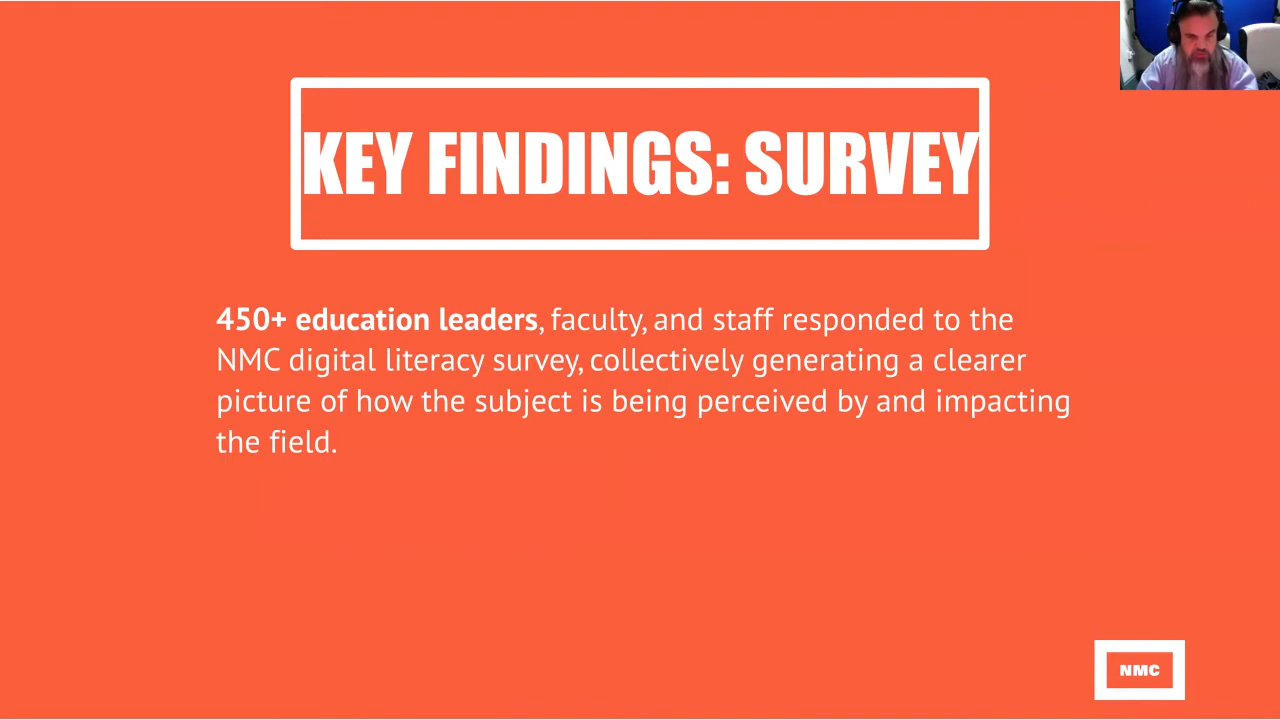 KEY FINDINGS: SURVEY
450+ education leaders, faculty, and staff responded to the
NMC digital literacy survey, collectively generating a clearer
picture of how the subject is being perceived by and impacting
the field.
NMC